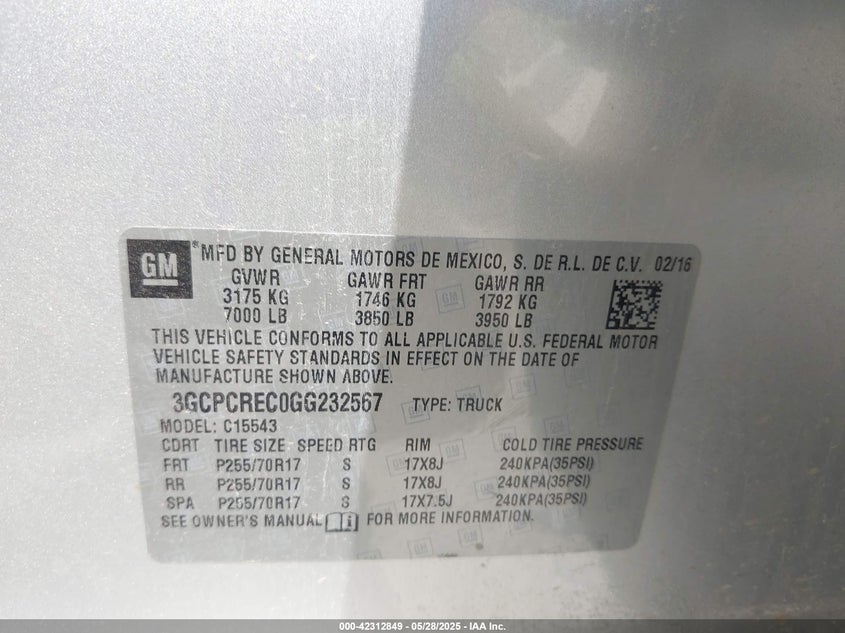 GM ® MFD BY GENERAL MOTORS DE MEXICO, S. DE R.L. DE C.V. 02/16
GVWR GAWR FRT GAWR RR
3175 KG 1746 KG 1792 KG
7000 LB 3850 LB 3950 LB
THIS VEHICLE CONFORMS TO ALL APPLICABLE U.S. FEDERAL MOTOR
VEHICLE SAFETY STANDARDS IN EFFECT ON THE DATE OF
MANUFACTURE SHOWN ABOVE.
3GCPCREC0GG232567 TYPE: TRUCK
MODEL: C15543
CDRT TIRE SIZE SPEED RTG RIM COLD TIRE PRESSURE
FRT P255/70R17 S 17X8J 240KPA(35PSI)
RR P255/70R17 S 17X8J 240KPA(35PSI)
SPA P265/70R17 S 17X7.5J 240KPA(35PSI)
SEE OWNER'S MANUAL FOR MORE INFORMATION.
000-42312849 - 05/28/2025 - IAA Inc.